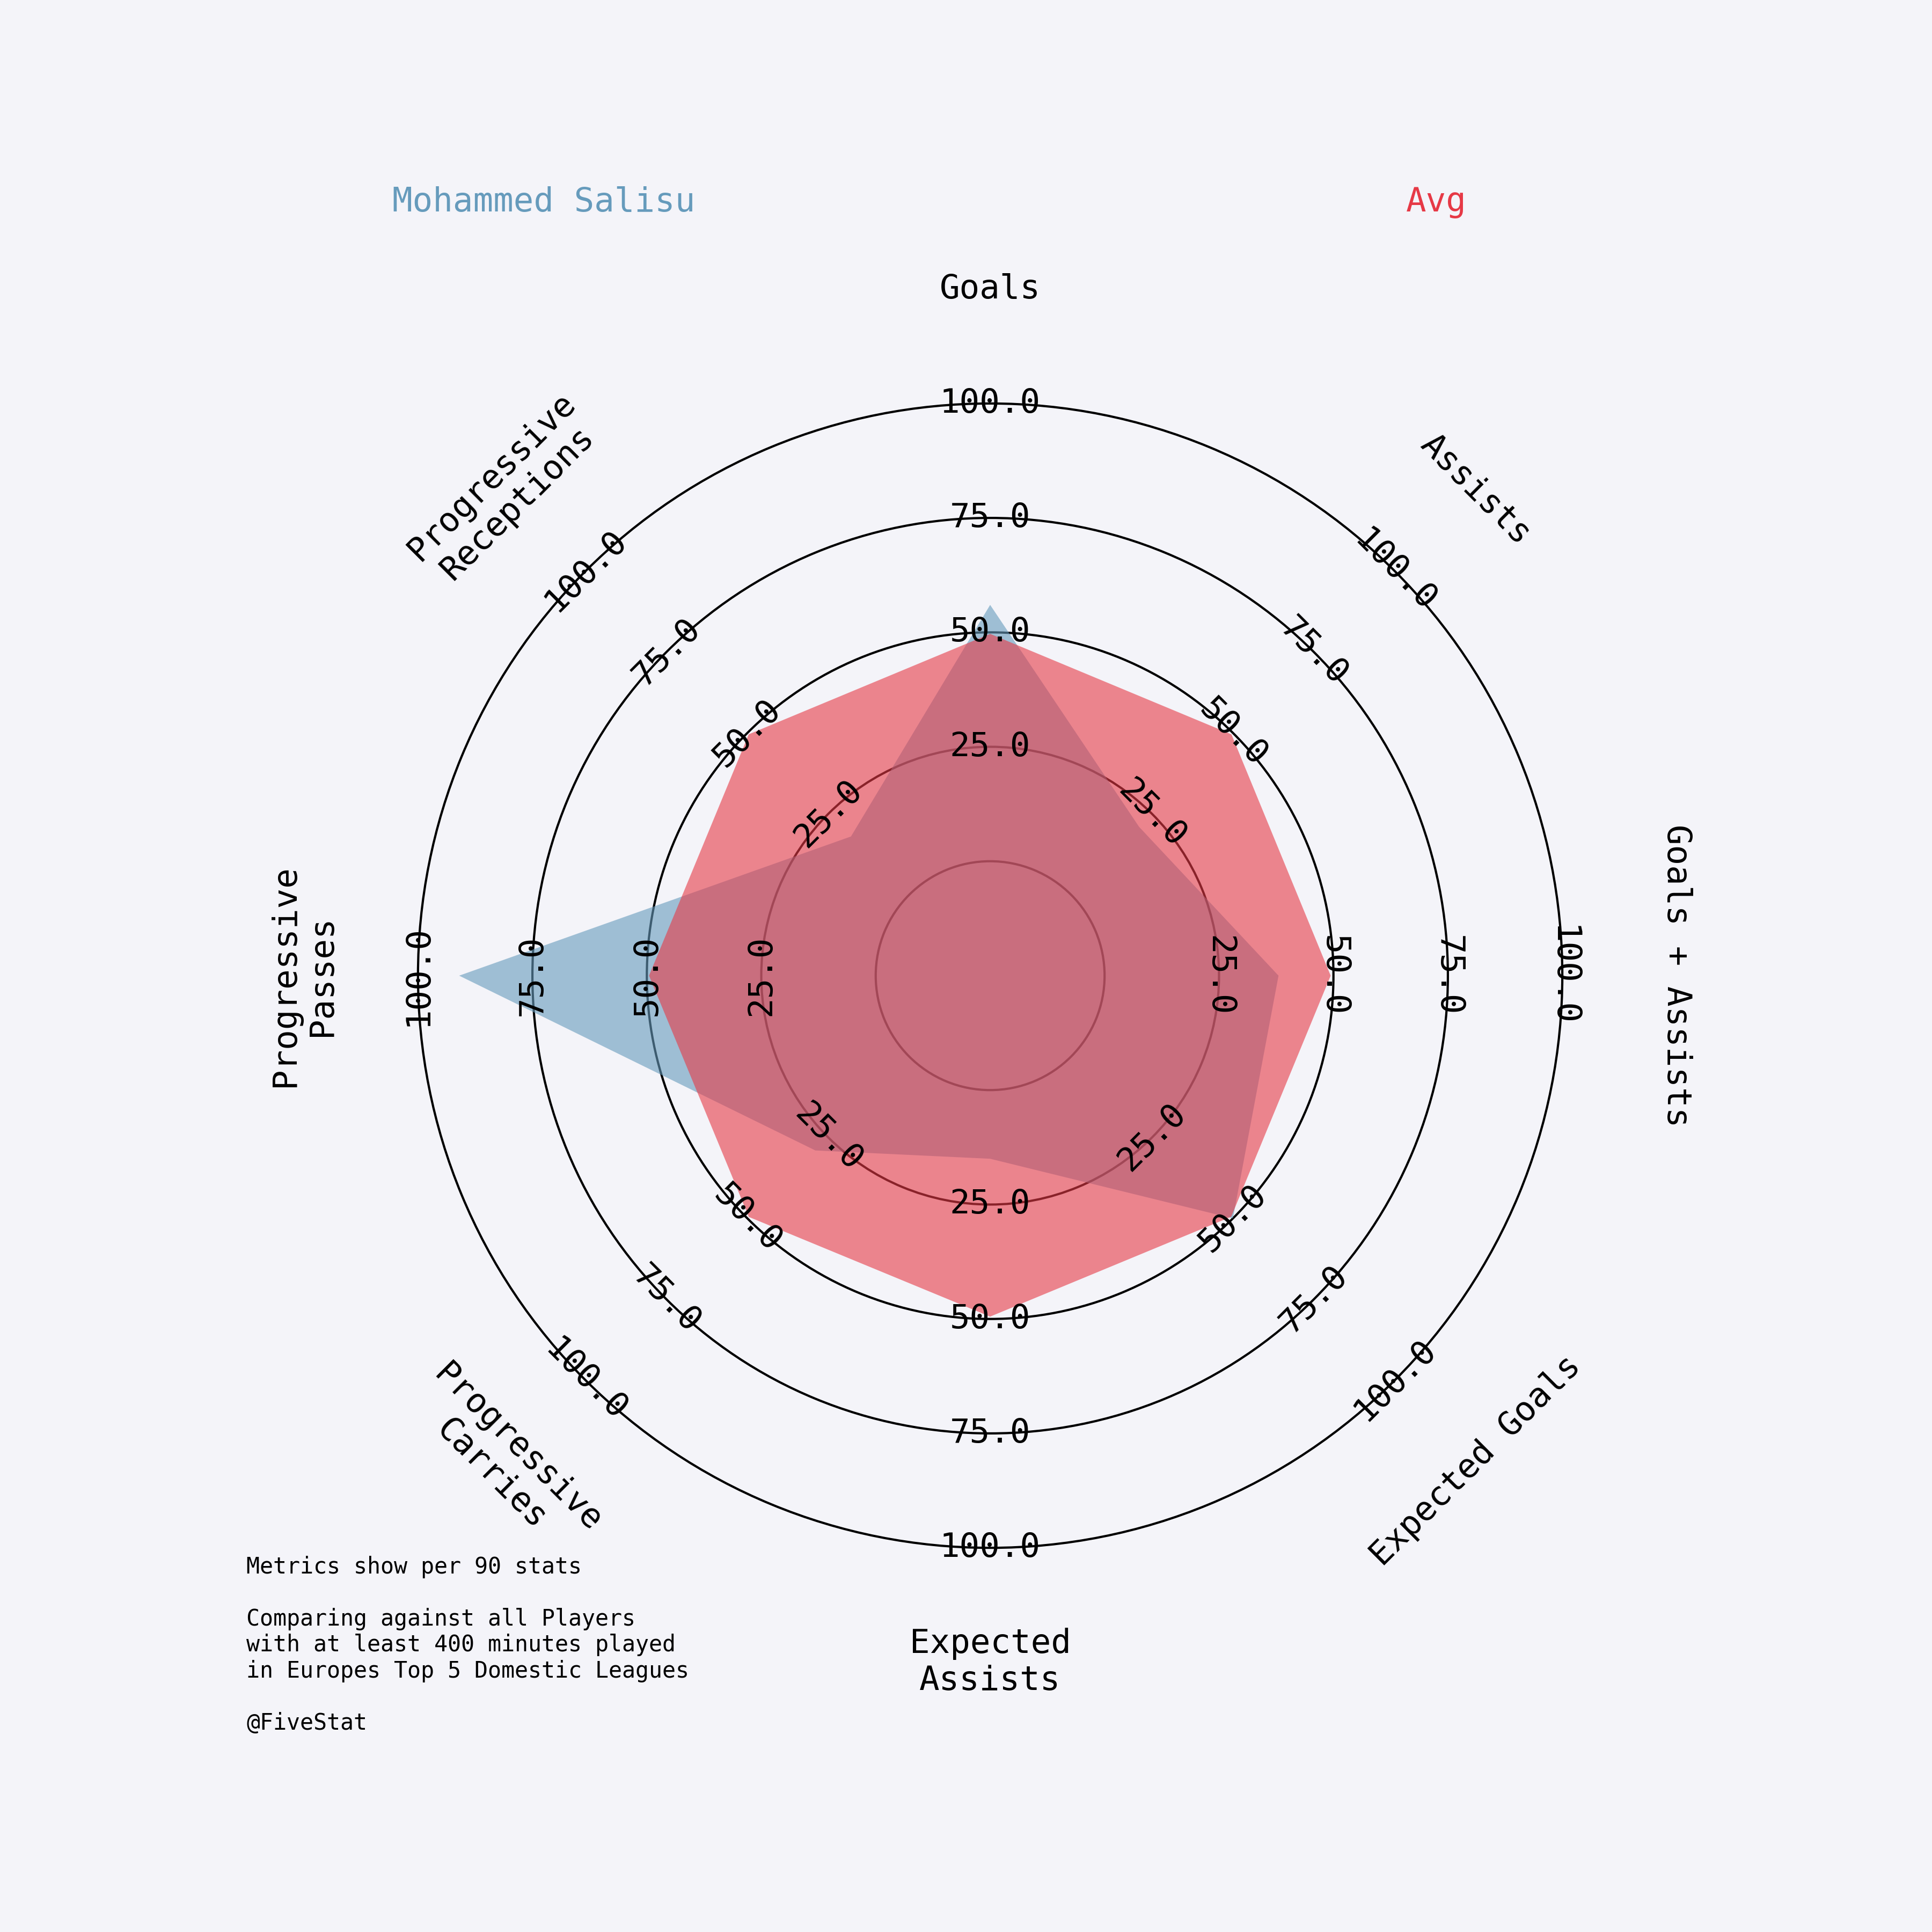 Mohammed Salisu
Avg
Goals
Assists
Goals + Assists
Expected Goals
Expected
Assists
Progressive
Carries
Progressive
Passes
Progressive
Receptions
25.0
50.0
75.0
100.0
25.0
50.0
75.0
100.0
25.0
50.0
75.0
100.0
25.0
50.0
75.0
100.0
25.0
50.0
75.0
100.0
25.0
50.0
75.0
100.0
25.0
50.0
75.0
100.0
25.0
50.0
75.0
100.0
Metrics show per 90 stats
Comparing against all Players
with at least 400 minutes played
in Europes Top 5 Domestic Leagues
@FiveStat